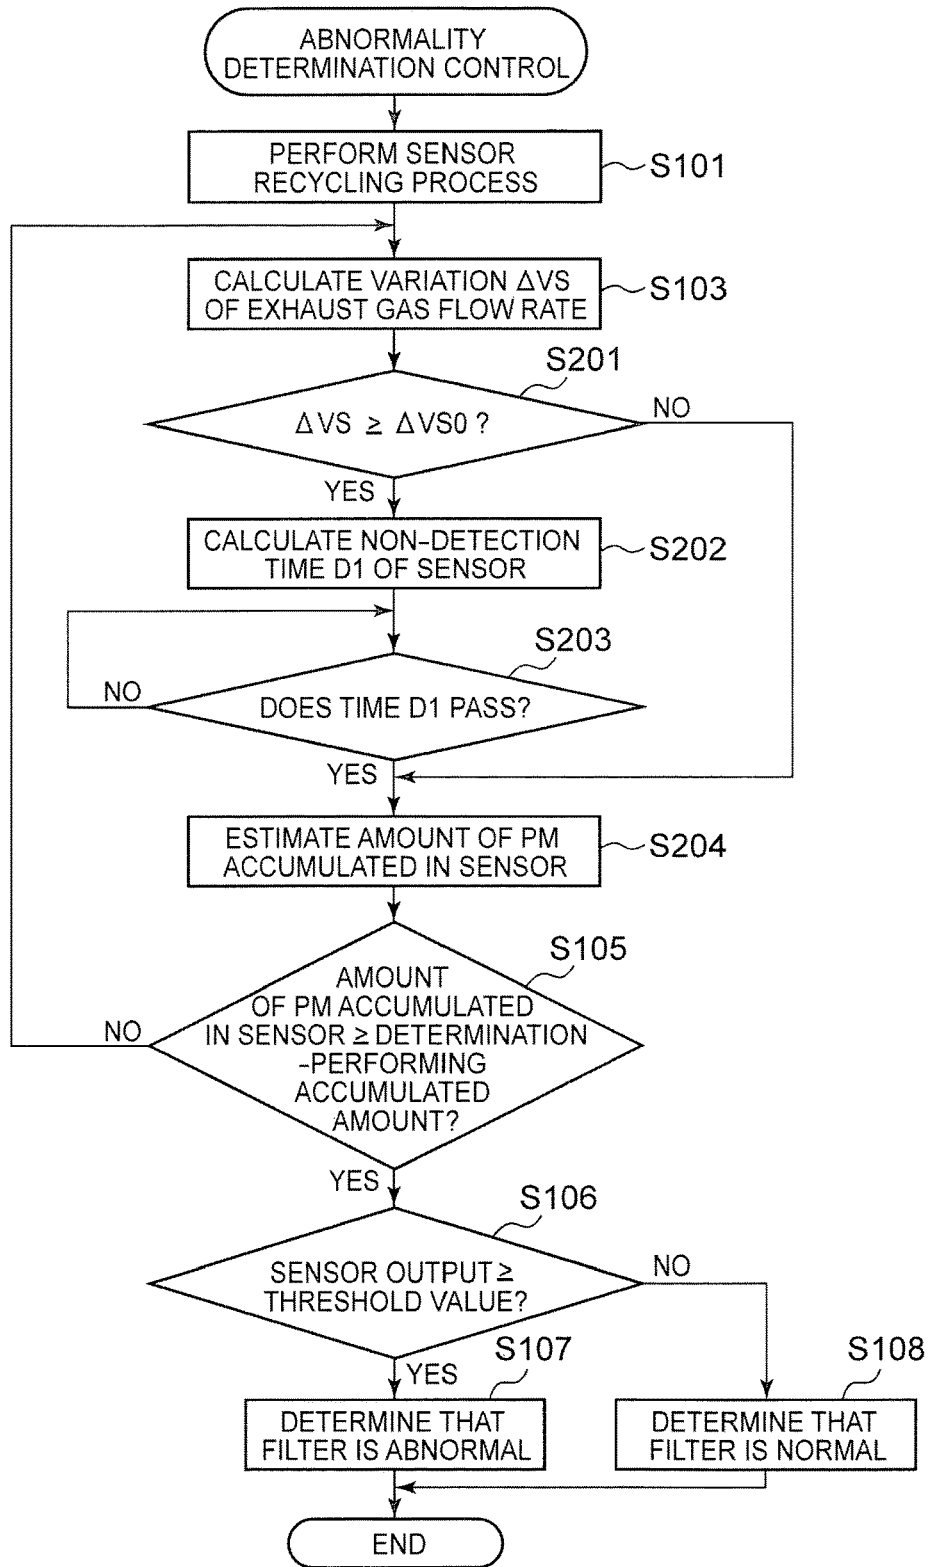 ABNORMALITY
DETERMINATION CONTROL
PERFORM SENSOR
RECYCLING PROCESS
S101
CALCULATE VARIATION ΔVS
OF EXHAUST GAS FLOW RATE
S103
S201
ΔVS ≥ ΔVS0 ?
NO
YES
CALCULATE NON-DETECTION
TIME D1 OF SENSOR
S202
S203
NO
DOES TIME D1 PASS?
YES
ESTIMATE AMOUNT OF PM
ACCUMULATED IN SENSOR
S204
S105
AMOUNT
OF PM ACCUMULATED
IN SENSOR ≥ DETERMINATION
-PERFORMING
ACCUMULATED
AMOUNT?
NO
YES
S106
SENSOR OUTPUT ≥
THRESHOLD VALUE?
NO
YES
S107
DETERMINE THAT
FILTER IS ABNORMAL
S108
DETERMINE THAT
FILTER IS NORMAL
END